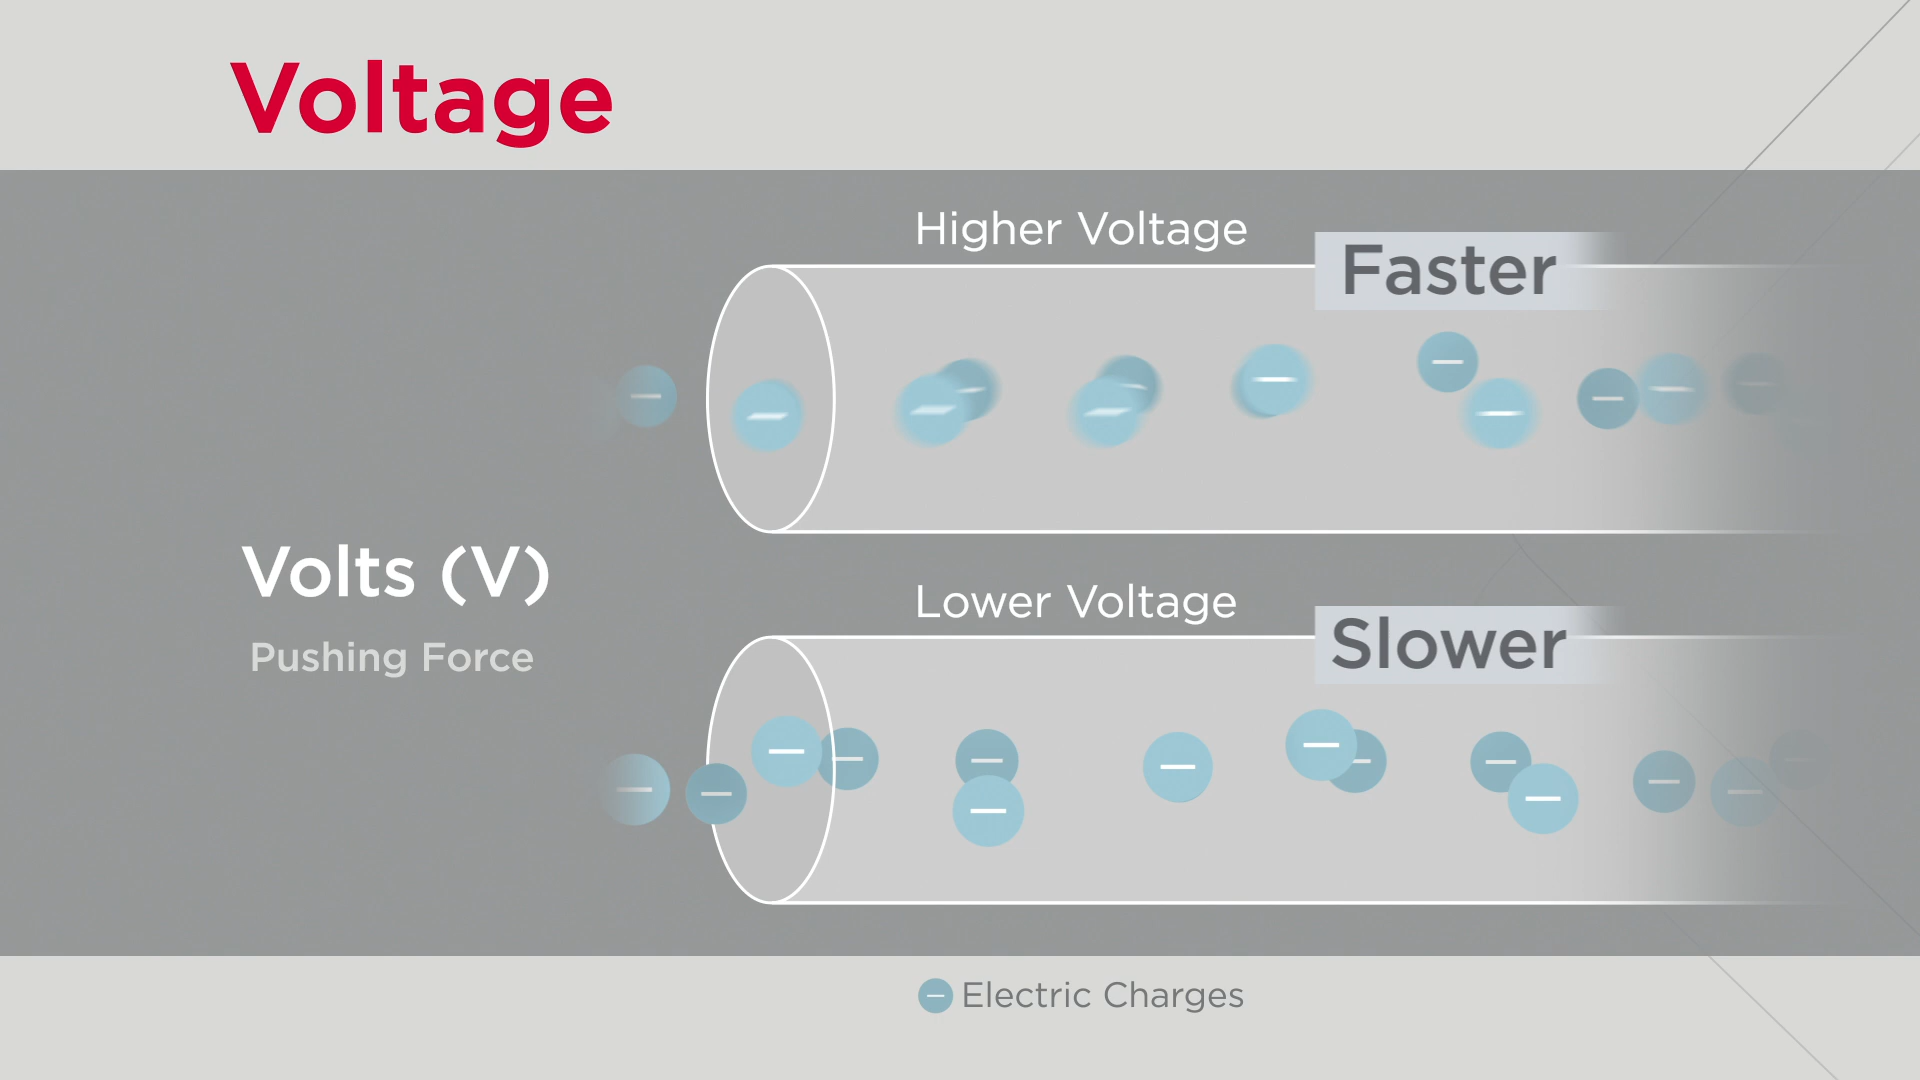 Voltage
Higher Voltage
Faster
Volts (V)
Pushing Force
Lower Voltage
Slower
Electric Charges